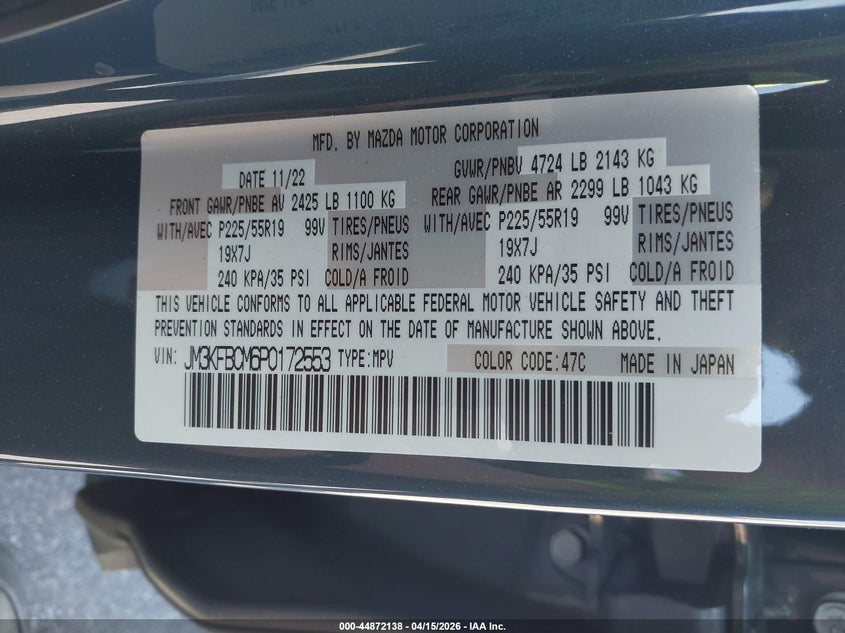 MFD. BY MAZDA MOTOR CORPORATION
DATE 11/22 GVWR/PNBV 4724 LB 2143 KG
FRONT GAWR/PNBE AV 2425 LB 1100 KG REAR GAWR/PNBE AR 2299 LB 1043 KG
WITH/AVEC P225/55R19 99V TIRES/PNEUS WITH/AVEC P225/55R19 99V TIRES/PNEUS
19X7J RIMS/JANTES 19X7J RIMS/JANTES
240 KPA/35 PSI COLD/A FROID 240 KPA/35 PSI COLD/A FROID
THIS VEHICLE CONFORMS TO ALL APPLICABLE FEDERAL MOTOR VEHICLE SAFETY AND THEFT
PREVENTION STANDARDS IN EFFECT ON THE DATE OF MANUFACTURE SHOWN ABOVE.
VIN: JM3KFBCM6P0172553 TYPE:MPV COLOR CODE:47C MADE IN JAPAN
000-44872138 - 04/15/2026 - IAA Inc.